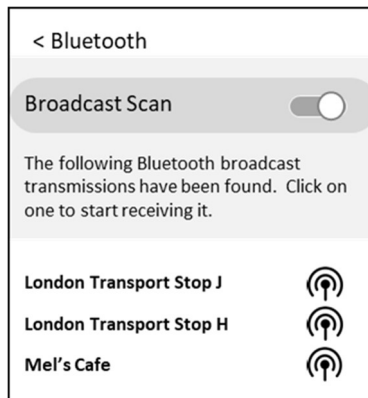 < Bluetooth
Broadcast Scan
The following Bluetooth broadcast
transmissions have been found.  Click on
one to start receiving it.
London Transport Stop J
London Transport Stop H
Mel's Cafe